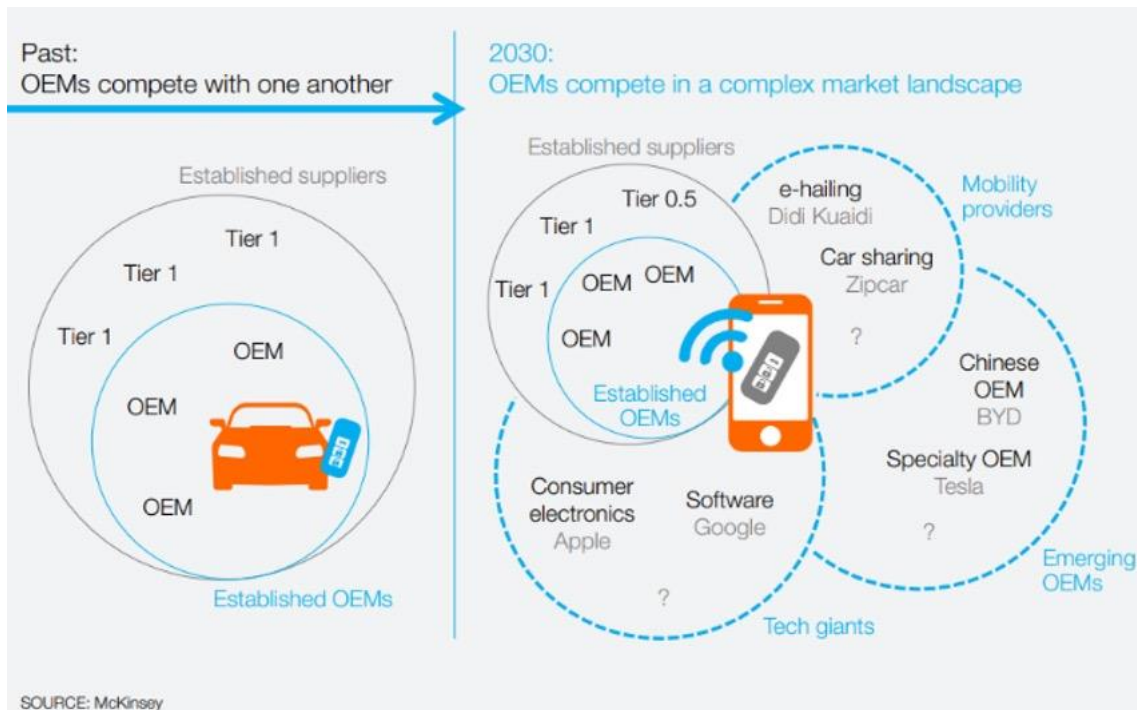 Past:
OEMs compete with one another
Established suppliers
Tier 1
Tier 1
Tier 1
OEM
OEM
OEM
Established OEMs
2030:
OEMs compete in a complex market landscape
Established suppliers
Tier 0.5
Tier 1
Tier 1
OEM
OEM
OEM
Established
OEMs
e-hailing
Didi Kuaidi
Car sharing
Zipcar
?
Mobility
providers
Chinese
OEM
BYD
Specialty OEM
Tesla
?
Emerging
OEMs
Consumer
electronics
Apple
Software
Google
?
Tech giants
SOURCE: McKinsey